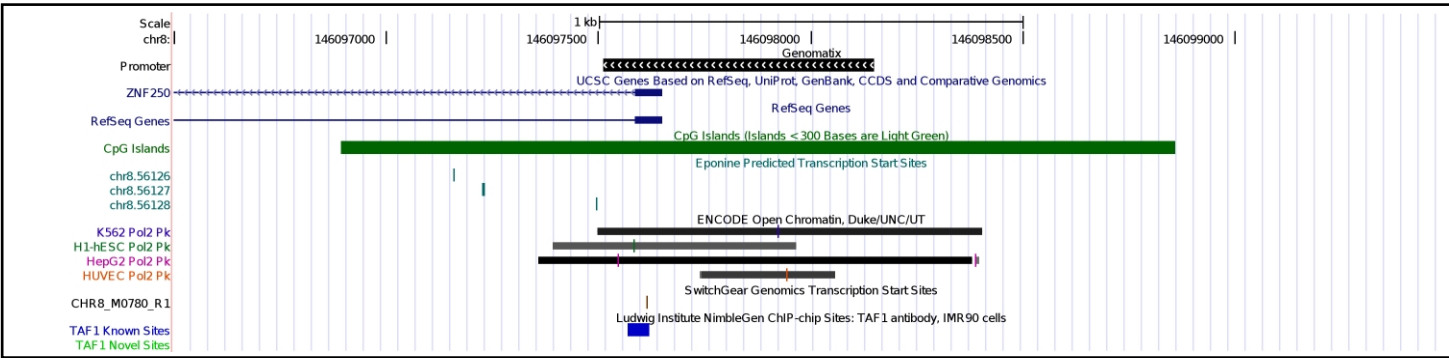 Scale 1 kb
chr8: 146097000 146097500 146098000 146098500 146099000
Genomatix
Promoter
UCSC Genes Based on RefSeq, UniProt, GenBank, CCDS and Comparative Genomics
ZNF250
RefSeq Genes
RefSeq Genes
CpG Islands (Islands < 300 Bases are Light Green)
CpG Islands
Eponine Predicted Transcription Start Sites
chr8.56126
chr8.56127
chr8.56128
ENCODE Open Chromatin, Duke/UNC/UT
K562 Pol2 Pk
H1-hESC Pol2 Pk
HepG2 Pol2 Pk
HUVEC Pol2 Pk
SwitchGear Genomics Transcription Start Sites
CHR8_M0780_R1
Ludwig Institute NimbleGen ChIP-chip Sites: TAF1 antibody, IMR90 cells
TAF1 Known Sites
TAF1 Novel Sites